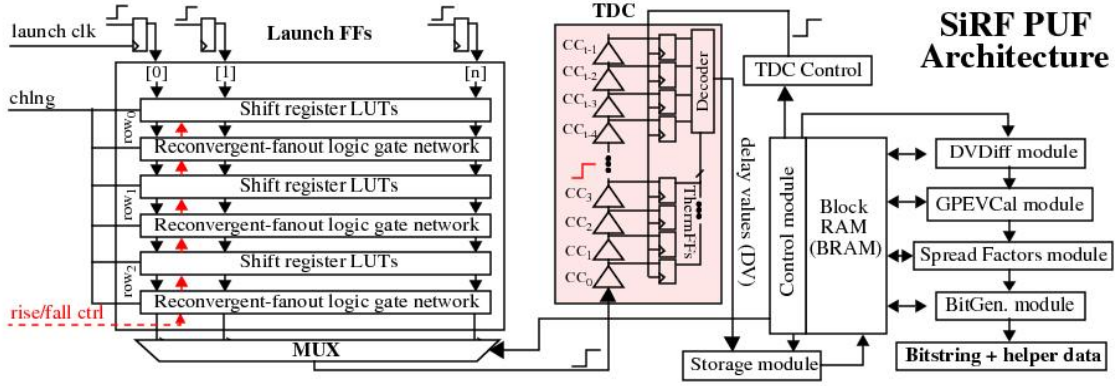 SiRF PUF
Architecture
TDC
launch clk
Launch FFs
[0]
[1]
[n]
chlng
row0
Shift register LUTs
Reconvergent-fanout logic gate network
row1
Shift register LUTs
Reconvergent-fanout logic gate network
row2
Shift register LUTs
Reconvergent-fanout logic gate network
rise/fall ctrl
MUX
CCt-1
CCt-2
CCt-3
CCt-4
CC3
CC2
CC1
CC0
Decoder
ThermFFs
delay values (DV)
TDC Control
Control module
Block
RAM
(BRAM)
Storage module
DVDiff module
GPEVCal module
Spread Factors module
BitGen. module
Bitstring + helper data